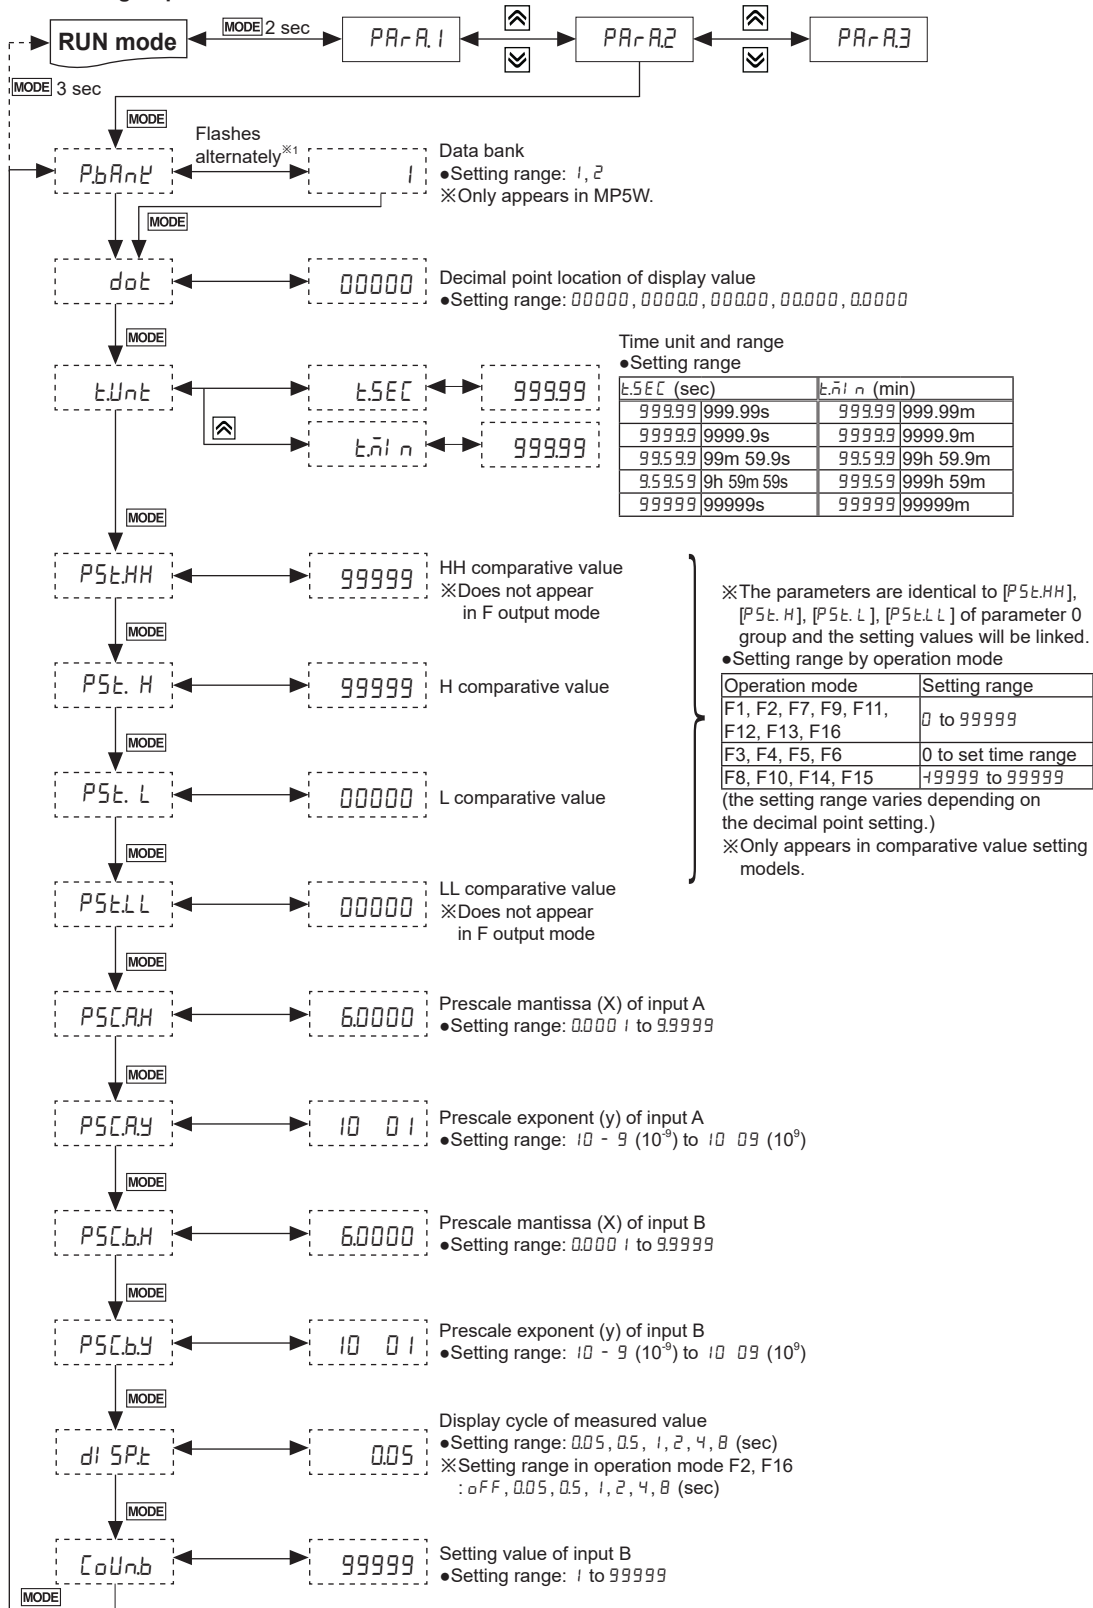 RUN mode
MODE 2 sec
PArA.1
PArA.2
PArA.3
MODE 3 sec
MODE
P.bAnK
Flashes
alternately※1
1
Data bank
●Setting range: 1, 2
※Only appears in MP5W.
MODE
dot
00000
Decimal point location of display value
●Setting range: 00000, 0000.0, 000.00, 00.000, 0.0000
MODE
t.Unt
t.SEC
999.99
t.mIn
999.99
Time unit and range
●Setting range
t.SEC (sec) t.mIn (min)
999.99 999.99s 999.99 999.99m
9999.9 9999.9s 9999.9 9999.9m
99.59.9 99m 59.9s 99.59.9 99h 59.9m
9.59.59 9h 59m 59s 999.59 999h 59m
99999 99999s 99999 99999m
MODE
PSt.HH
99999
HH comparative value
※Does not appear
in F output mode
MODE
PSt. H
99999
H comparative value
MODE
PSt. L
00000
L comparative value
MODE
PSt.LL
00000
LL comparative value
※Does not appear
in F output mode
※The parameters are identical to [PSt.HH],
[PSt. H], [PSt. L], [PSt.LL] of parameter 0
group and the setting values will be linked.
●Setting range by operation mode
Operation mode Setting range
F1, F2, F7, F9, F11,
F12, F13, F16
0 to 99999
F3, F4, F5, F6 0 to set time range
F8, F10, F14, F15 -19999 to 99999
(the setting range varies depending on
the decimal point setting.)
※Only appears in comparative value setting
models.
MODE
PSC.A.H
6.0000
Prescale mantissa (X) of input A
●Setting range: 0.0001 to 9.9999
MODE
PSC.A.Y
10 01
Prescale exponent (y) of input A
●Setting range: 10 - 9 (10⁻⁹) to 10 09 (10⁹)
MODE
PSC.b.H
6.0000
Prescale mantissa (X) of input B
●Setting range: 0.0001 to 9.9999
MODE
PSC.b.Y
10 01
Prescale exponent (y) of input B
●Setting range: 10 - 9 (10⁻⁹) to 10 09 (10⁹)
MODE
dISP.t
0.05
Display cycle of measured value
●Setting range: 0.05, 0.5, 1, 2, 4, 8 (sec)
※Setting range in operation mode F2, F16
: oFF, 0.05, 0.5, 1, 2, 4, 8 (sec)
MODE
CoUn.b
99999
Setting value of input B
●Setting range: 1 to 99999
MODE